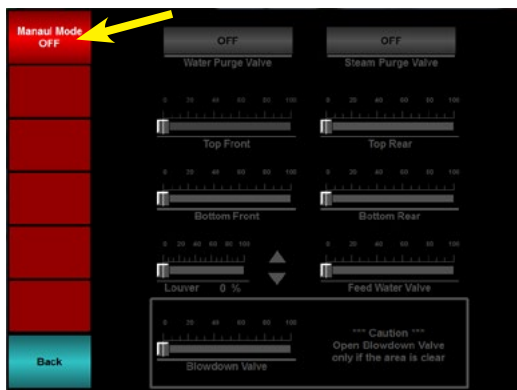 Manaul Mode
OFF
OFF
OFF
Water Purge Valve
Steam Purge Valve
0 20 40 60 80 100
0 20 40 60 80 100
Top Front
Top Rear
0 20 40 60 80 100
0 20 40 60 80 100
Bottom Front
Bottom Rear
0 20 40 60 80 100
0 20 40 60 80 100
Louver 0 %
Feed Water Valve
0 20 40 60 80 100
*** Caution ***
Open Blowdown Valve
only if the area is clear
Blowdown Valve
Back